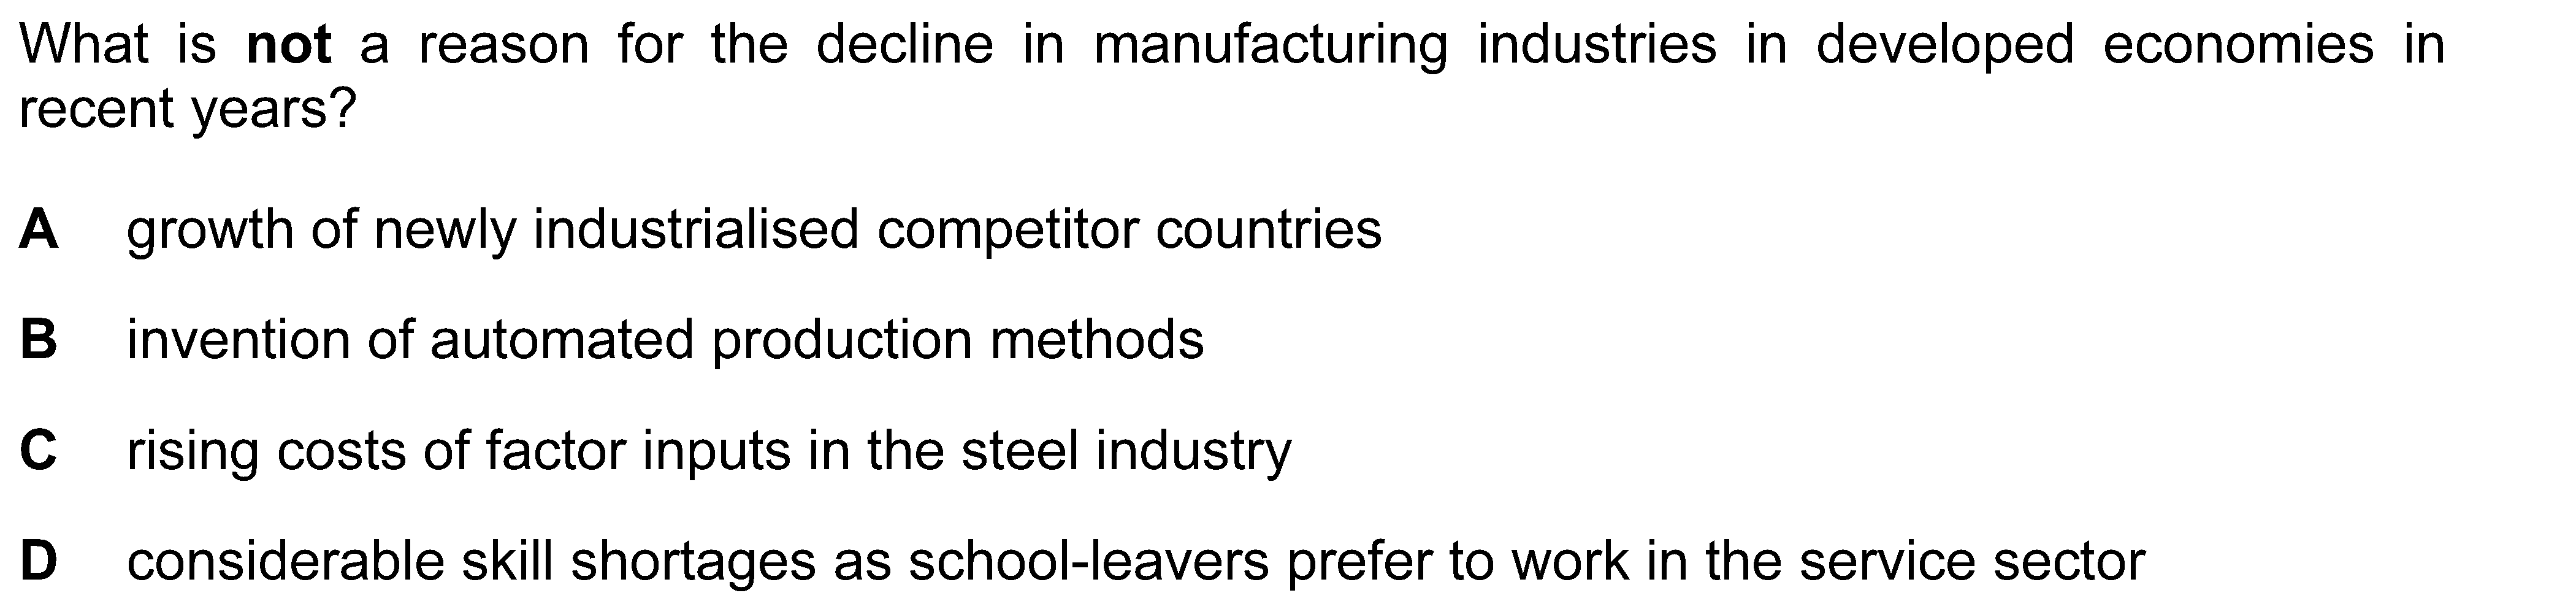 What is not a reason for the decline in manufacturing industries in developed economies in
recent years?
A growth of newly industrialised competitor countries
B invention of automated production methods
C rising costs of factor inputs in the steel industry
D considerable skill shortages as school-leavers prefer to work in the service sector